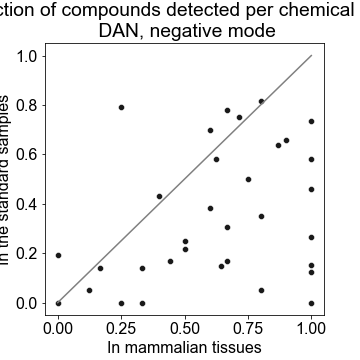 of compounds detected per chemical
DAN, negative mode
In the standard samples
1.0
0.8
0.6
0.4
0.2
0.0
0.00
0.25
0.50
0.75
1.00
In mammalian tissues